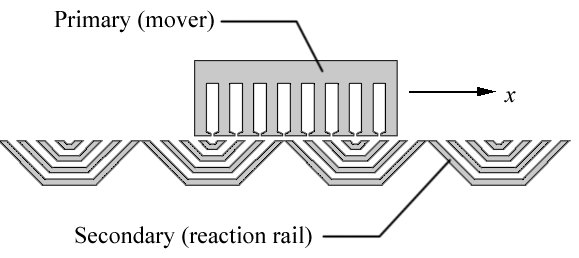 Primary (mover)
x
Secondary (reaction rail)